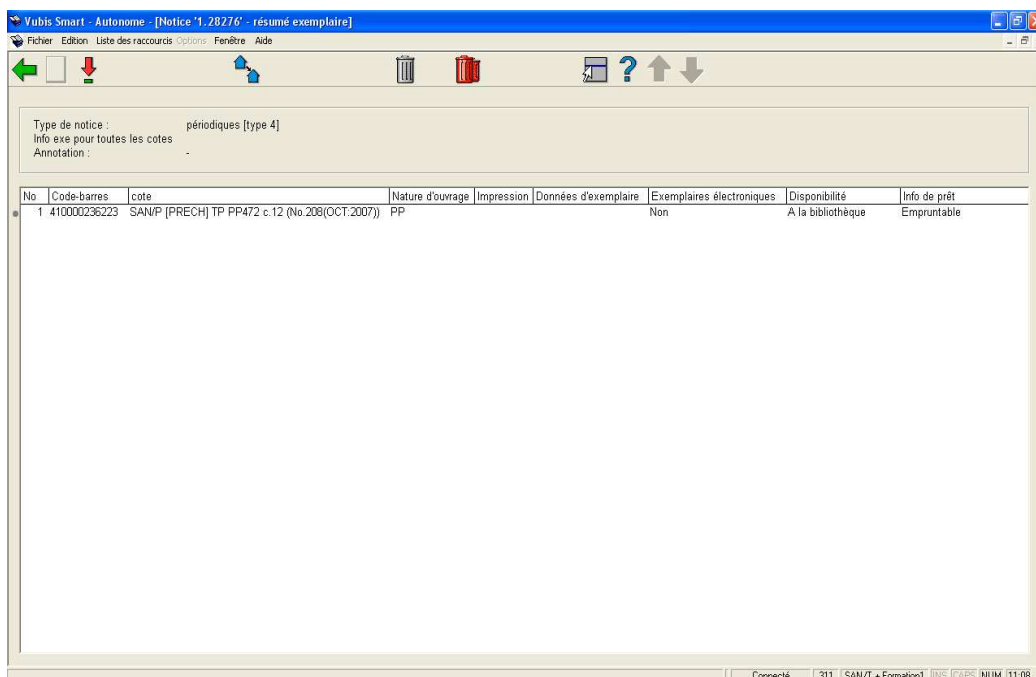 Vubis Smart - Autonome - [Notice '1.28276' - résumé exemplaire]
Fichier Edition Liste des raccourcis Options Fenêtre Aide
Type de notice : périodiques [type 4]
Info exe pour toutes les cotes
Annotation : -
No Code-barres cote Nature d'ouvrage Impression Données d'exemplaire Exemplaires électroniques Disponibilité Info de prêt
1 410000236223 SAN/P [PRECH] TP PP472 c.12 (No.208(OCT:2007)) PP Non A la bibliothèque Empruntable
Connecté 311 SAN/T + Formation1 INS CAPS NUM 11:08